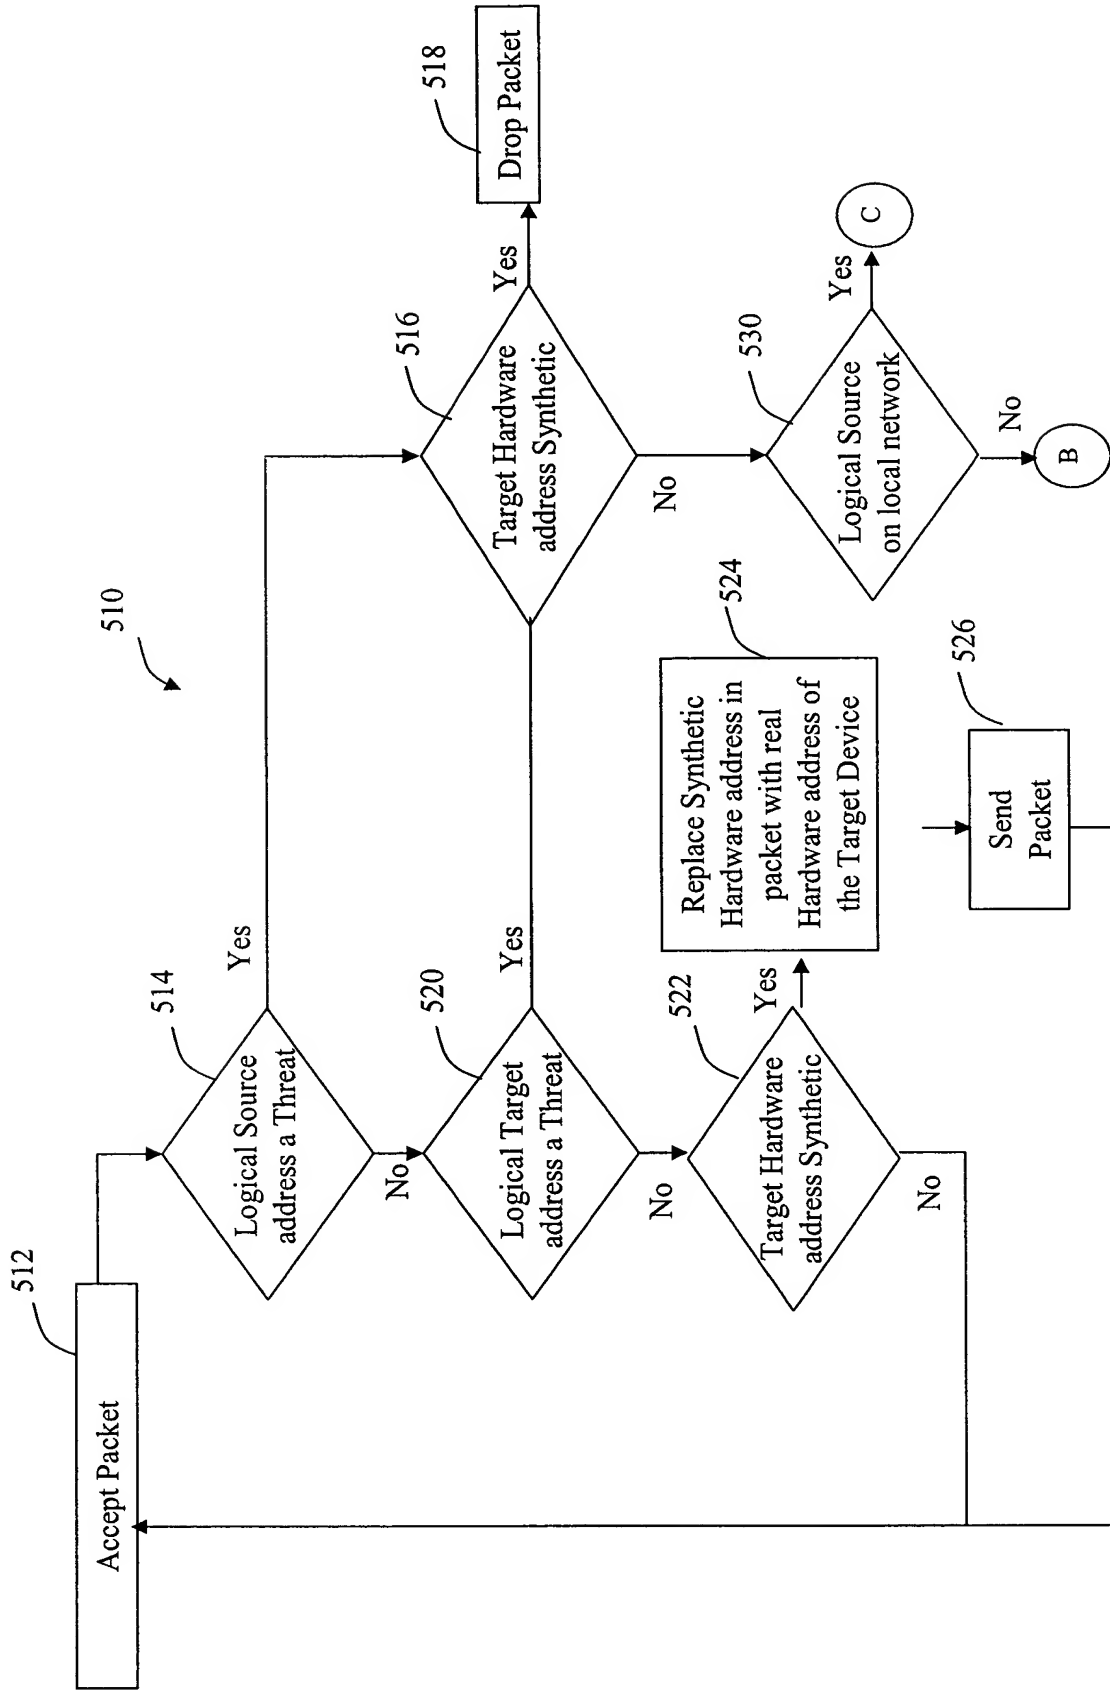 510
512
Accept Packet
514
Logical Source
address a Threat
Yes
No
516
Target Hardware
address Synthetic
Yes
No
518
Drop Packet
520
Logical Target
address a Threat
Yes
No
522
Target Hardware
address Synthetic
Yes
No
524
Replace Synthetic
Hardware address in
packet with real
Hardware address of
the Target Device
526
Send
Packet
530
Logical Source
on local network
Yes
C
No
B